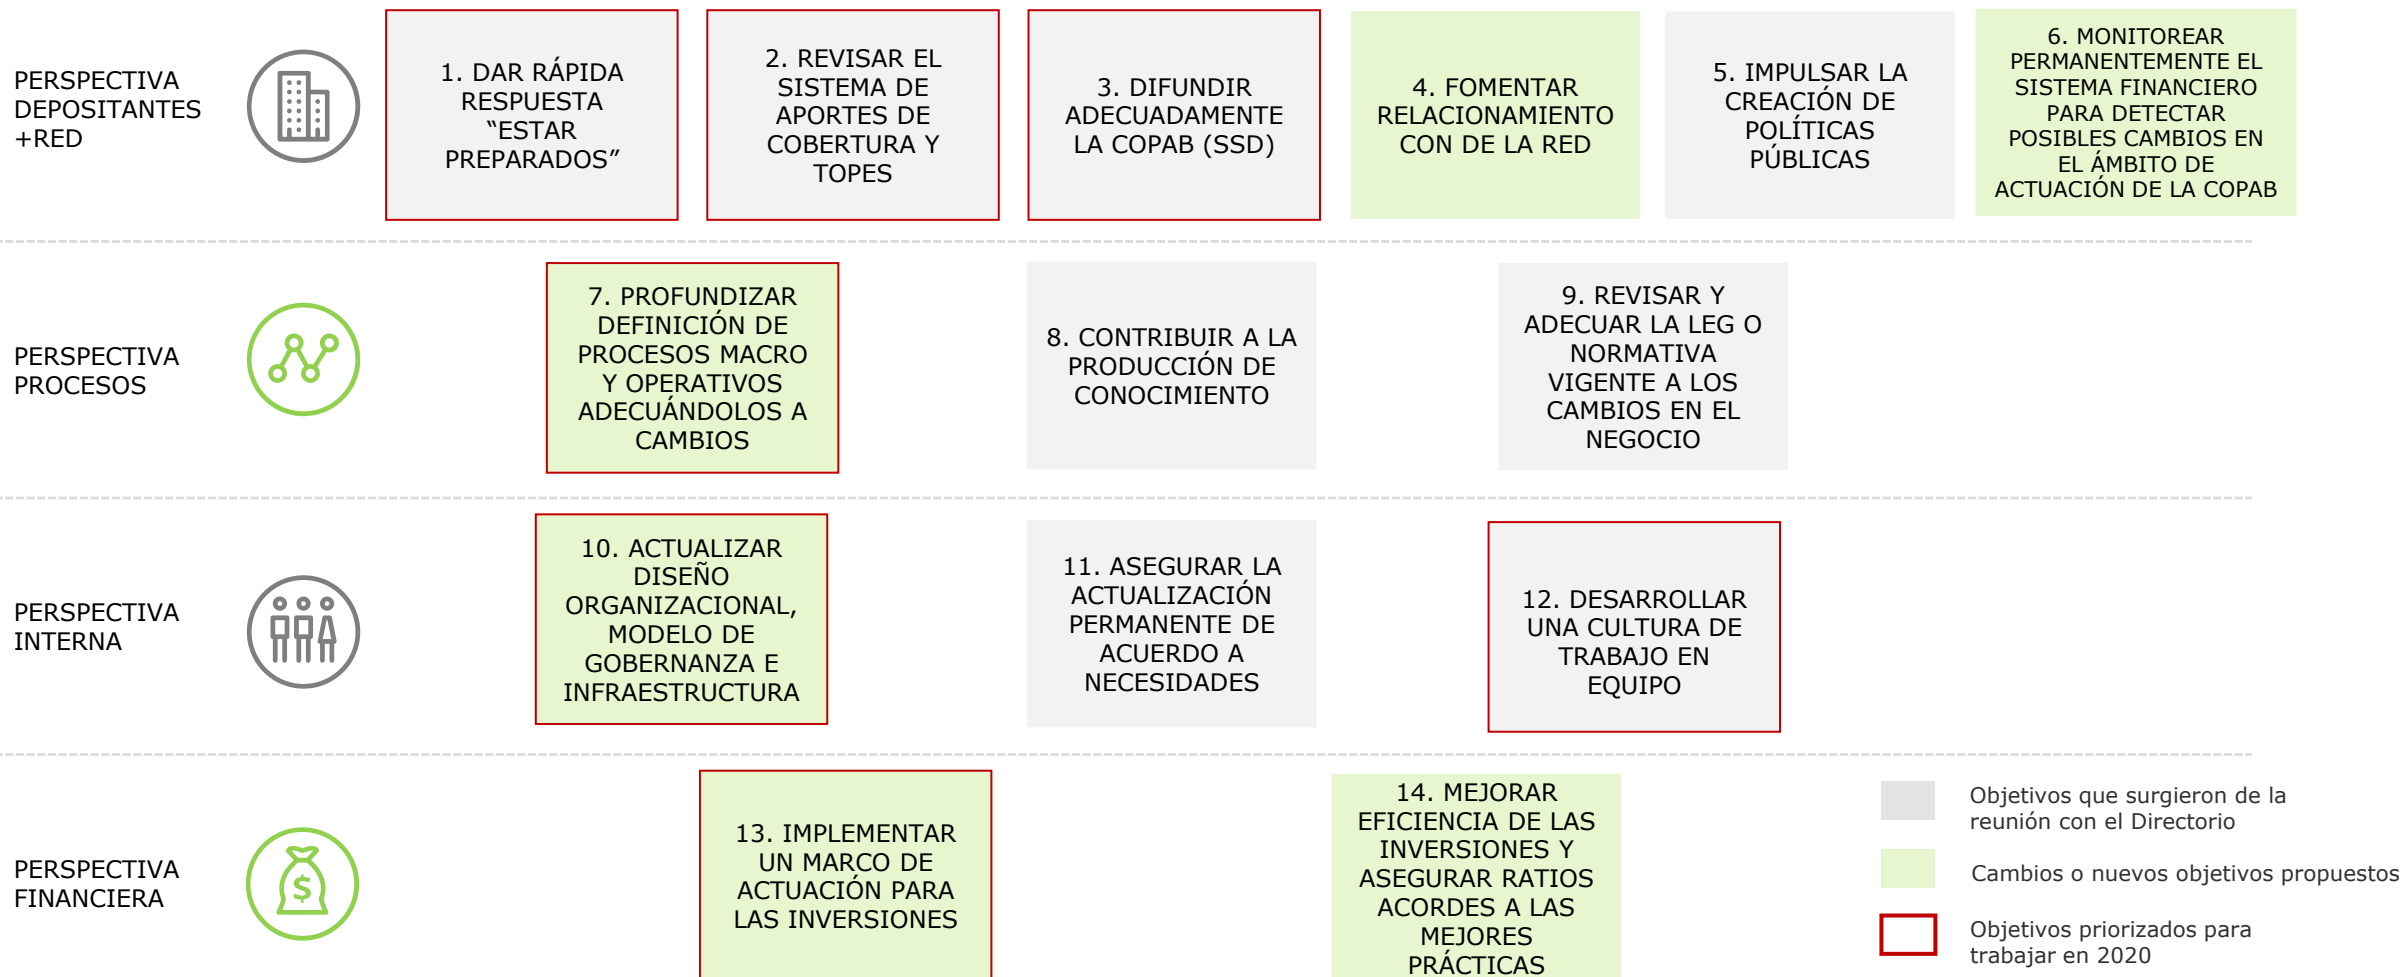 PERSPECTIVA
DEPOSITANTES
+RED
1. DAR RÁPIDA
RESPUESTA
“ESTAR
PREPARADOS”
2. REVISAR EL
SISTEMA DE
APORTES DE
COBERTURA Y
TOPES
3. DIFUNDIR
ADECUADAMENTE
LA COPAB (SSD)
4. FOMENTAR
RELACIONAMIENTO
CON DE LA RED
5. IMPULSAR LA
CREACIÓN DE
POLÍTICAS
PÚBLICAS
6. MONITOREAR
PERMANENTEMENTE EL
SISTEMA FINANCIERO
PARA DETECTAR
POSIBLES CAMBIOS EN
EL ÁMBITO DE
ACTUACIÓN DE LA COPAB
PERSPECTIVA
PROCESOS
7. PROFUNDIZAR
DEFINICIÓN DE
PROCESOS MACRO
Y OPERATIVOS
ADECUÁNDOLOS A
CAMBIOS
8. CONTRIBUIR A LA
PRODUCCIÓN DE
CONOCIMIENTO
9. REVISAR Y
ADECUAR LA LEG O
NORMATIVA
VIGENTE A LOS
CAMBIOS EN EL
NEGOCIO
PERSPECTIVA
INTERNA
10. ACTUALIZAR
DISEÑO
ORGANIZACIONAL,
MODELO DE
GOBERNANZA E
INFRAESTRUCTURA
11. ASEGURAR LA
ACTUALIZACIÓN
PERMANENTE DE
ACUERDO A
NECESIDADES
12. DESARROLLAR
UNA CULTURA DE
TRABAJO EN
EQUIPO
PERSPECTIVA
FINANCIERA
$
13. IMPLEMENTAR
UN MARCO DE
ACTUACIÓN PARA
LAS INVERSIONES
14. MEJORAR
EFICIENCIA DE LAS
INVERSIONES Y
ASEGURAR RATIOS
ACORDES A LAS
MEJORES
PRÁCTICAS
Objetivos que surgieron de la
reunión con el Directorio
Cambios o nuevos objetivos propuestos
Objetivos priorizados para
trabajar en 2020